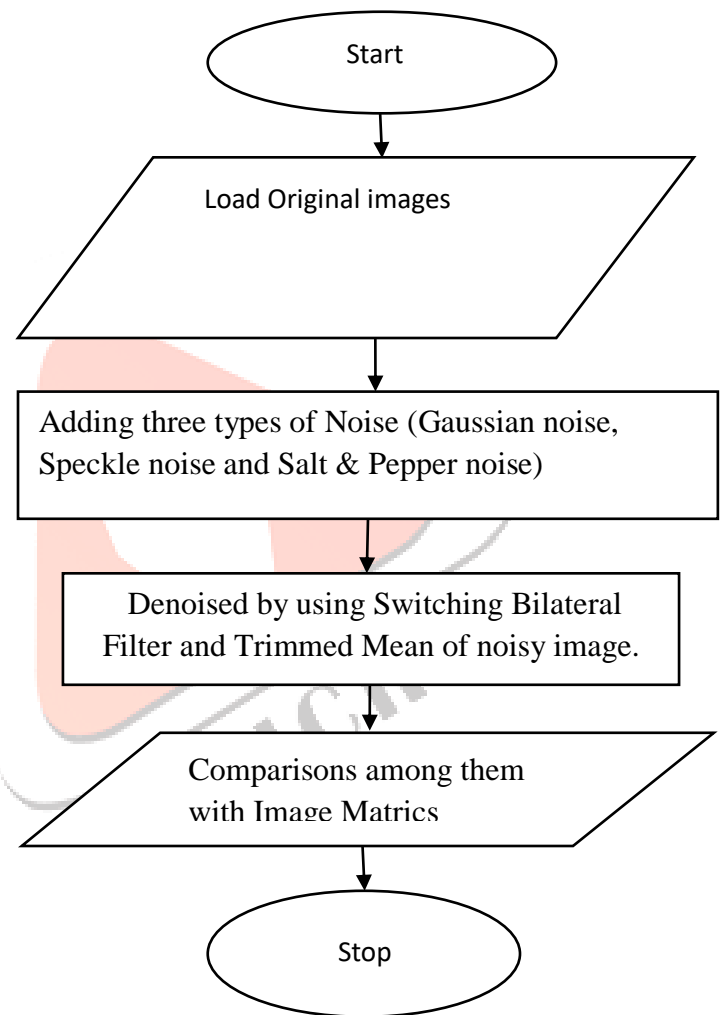 Start
Load Original images
Adding three types of Noise (Gaussian noise,
Speckle noise and Salt & Pepper noise)
Denoised by using Switching Bilateral
Filter and Trimmed Mean of noisy image.
Comparisons among them
with Image Matrics
Stop